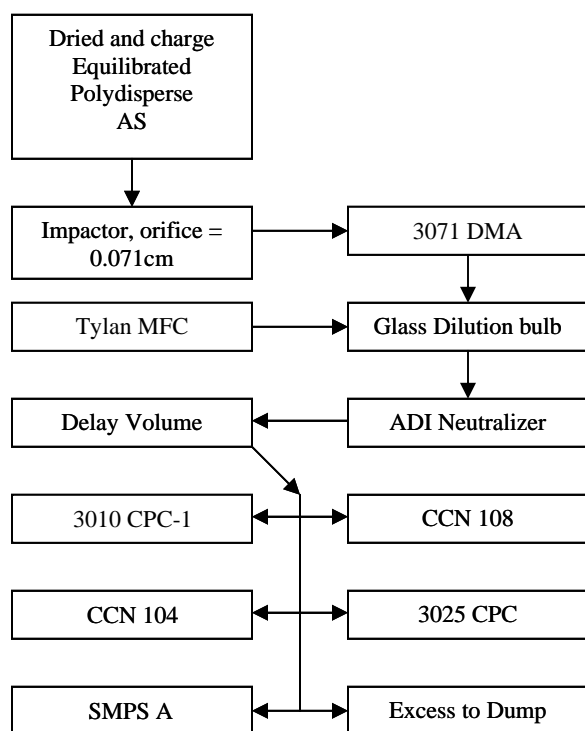 Dried and charge
Equilibrated
Polydisperse
AS
Impactor, orifice =
0.071cm
3071 DMA
Tylan MFC
Glass Dilution bulb
Delay Volume
ADI Neutralizer
3010 CPC-1
CCN 108
CCN 104
3025 CPC
SMPS A
Excess to Dump